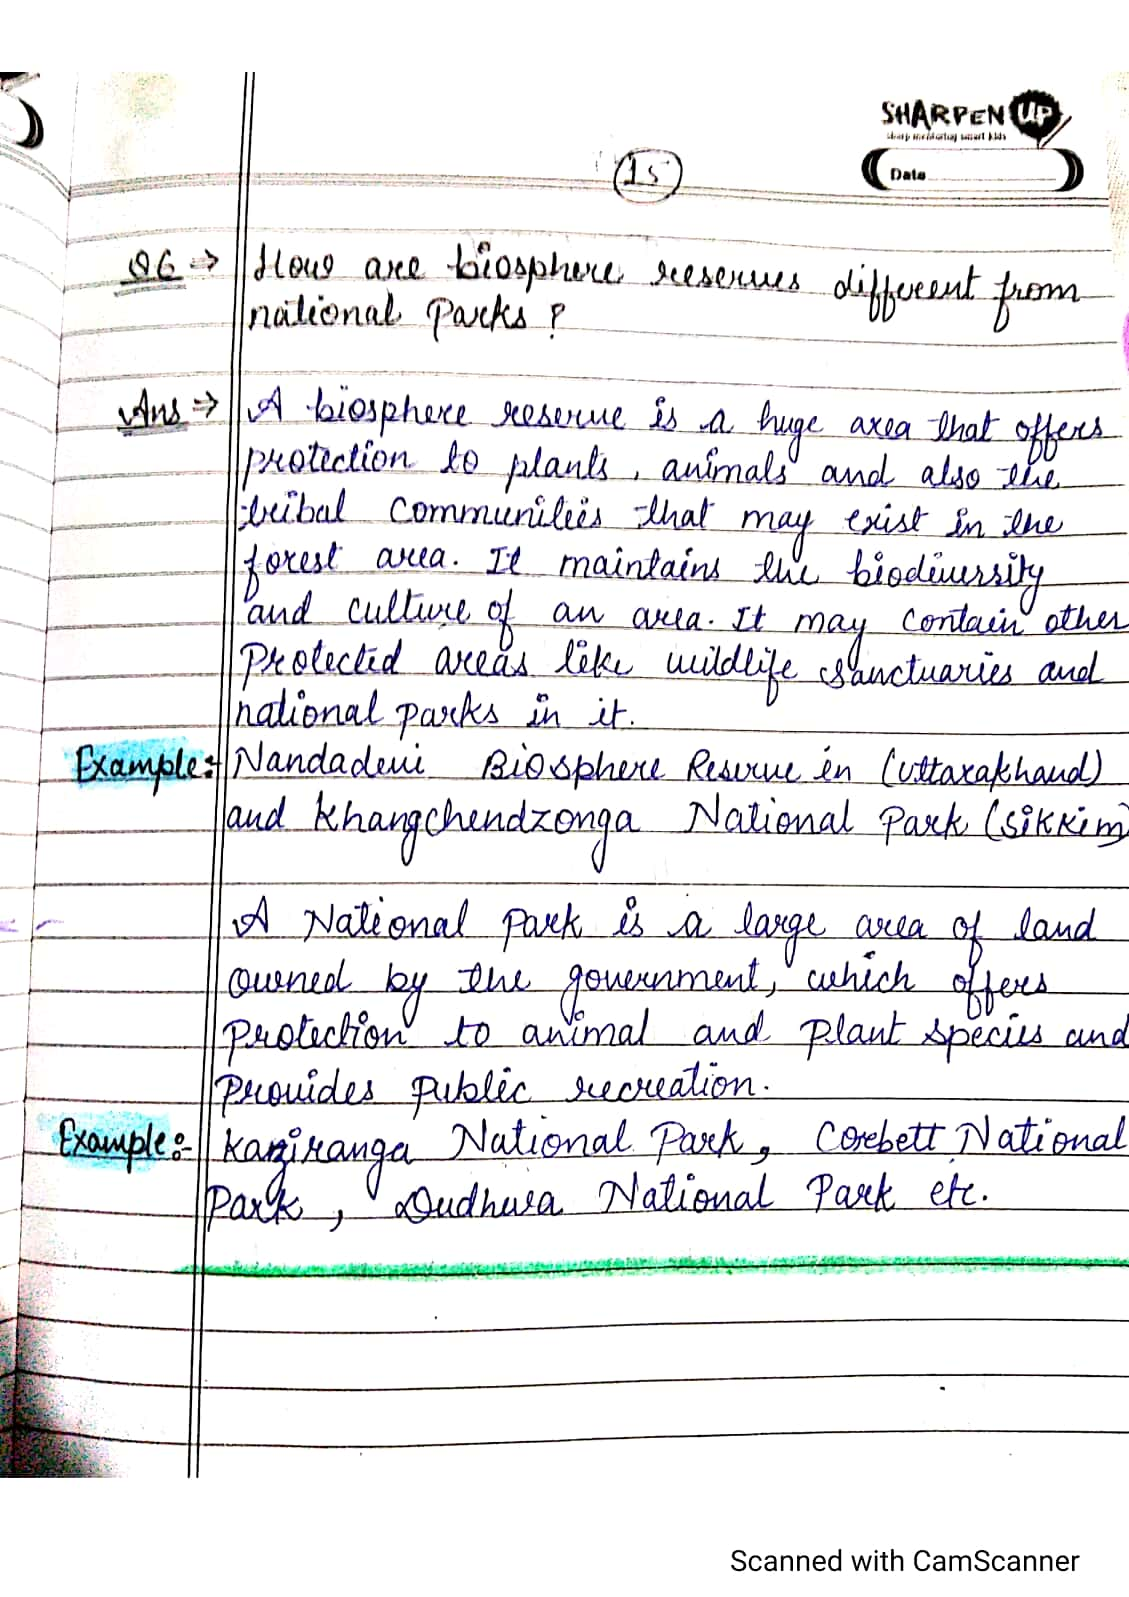 SHARPEN UP
Date
15
Q6 ⇒ How are biosphere reserves different from
national Parks ?
Ans ⇒ A biosphere reserve is a huge area that offers
protection to plants, animals and also the
tribal communities that may exist in the
forest area. It maintains the biodiversity
and culture of an area. It may contain other
Protected areas like wildlife sanctuaries and
national parks in it.
Example:- Nandadevi Biosphere Reserve in (Uttarakhand)
and Khangchendzonga National Park (Sikkim)
A National Park is a large area of land
owned by the government, which offers
Protection to animal and Plant species and
Provides Public recreation.
Example:- Kaziranga National Park, Corbett National
Park, Dudhwa National Park etc.
Scanned with CamScanner